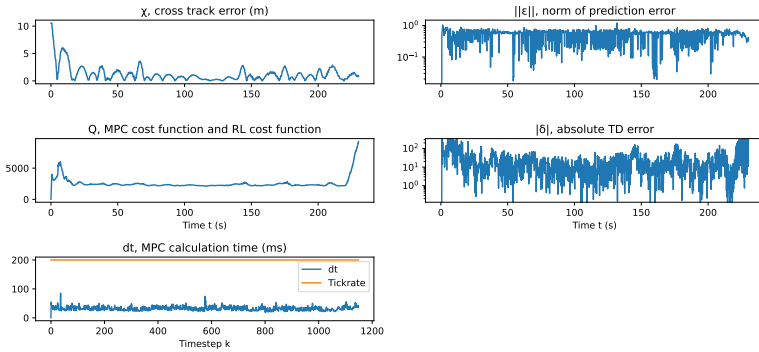 χ, cross track error (m)
10
5
0
0 50 100 150 200
||ε||, norm of prediction error
10⁰
10⁻¹
0 50 100 150 200
Q, MPC cost function and RL cost function
5000
0
0 50 100 150 200
Time t (s)
|δ|, absolute TD error
10²
10¹
10⁰
0 50 100 150 200
Time t (s)
dt, MPC calculation time (ms)
200
100
0
dt
Tickrate
0 200 400 600 800 1000 1200
Timestep k